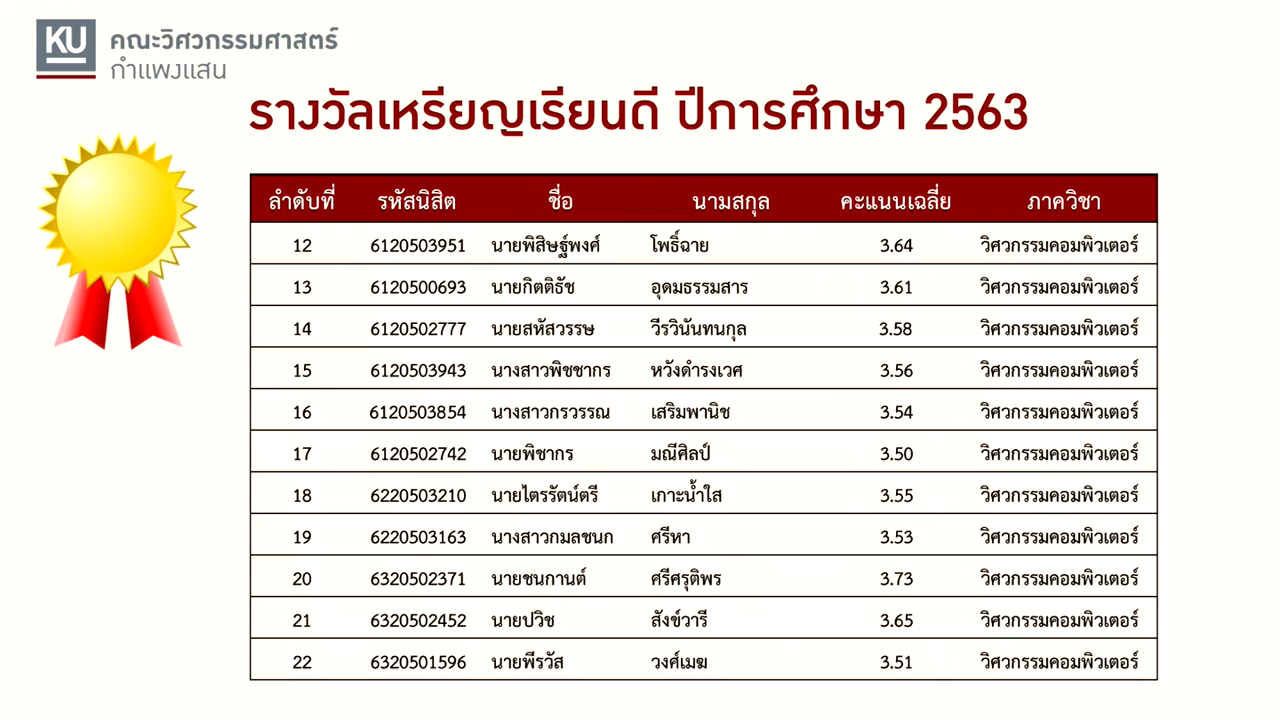 KU
คณะวิศวกรรมศาสตร์
กำแพงแสน
รางวัลเหรียญเรียนดี ปีการศึกษา 2563
ลำดับที่ รหัสนิสิต ชื่อ นามสกุล คะแนนเฉลี่ย ภาควิชา
12 6120503951 นายพิสิษฐ์พงศ์ โพธิ์ฉาย 3.64 วิศวกรรมคอมพิวเตอร์
13 6120500693 นายกิตติธัช อุดมธรรมสาร 3.61 วิศวกรรมคอมพิวเตอร์
14 6120502777 นายสหัสวรรษ วีรวินันทนกุล 3.58 วิศวกรรมคอมพิวเตอร์
15 6120503943 นางสาวพิชชากร หวังดำรงเวศ 3.56 วิศวกรรมคอมพิวเตอร์
16 6120503854 นางสาวกรวรรณ เสริมพานิช 3.54 วิศวกรรมคอมพิวเตอร์
17 6120502742 นายพิชากร มณีศิลป์ 3.50 วิศวกรรมคอมพิวเตอร์
18 6220503210 นายไตรรัตน์ตรี เกาะน้ำใส 3.55 วิศวกรรมคอมพิวเตอร์
19 6220503163 นางสาวกมลชนก ศรีหา 3.53 วิศวกรรมคอมพิวเตอร์
20 6320502371 นายชนกานต์ ศรีศรุติพร 3.73 วิศวกรรมคอมพิวเตอร์
21 6320502452 นายปวิช สังข์วารี 3.65 วิศวกรรมคอมพิวเตอร์
22 6320501596 นายพีรวัส วงศ์เมฆ 3.51 วิศวกรรมคอมพิวเตอร์